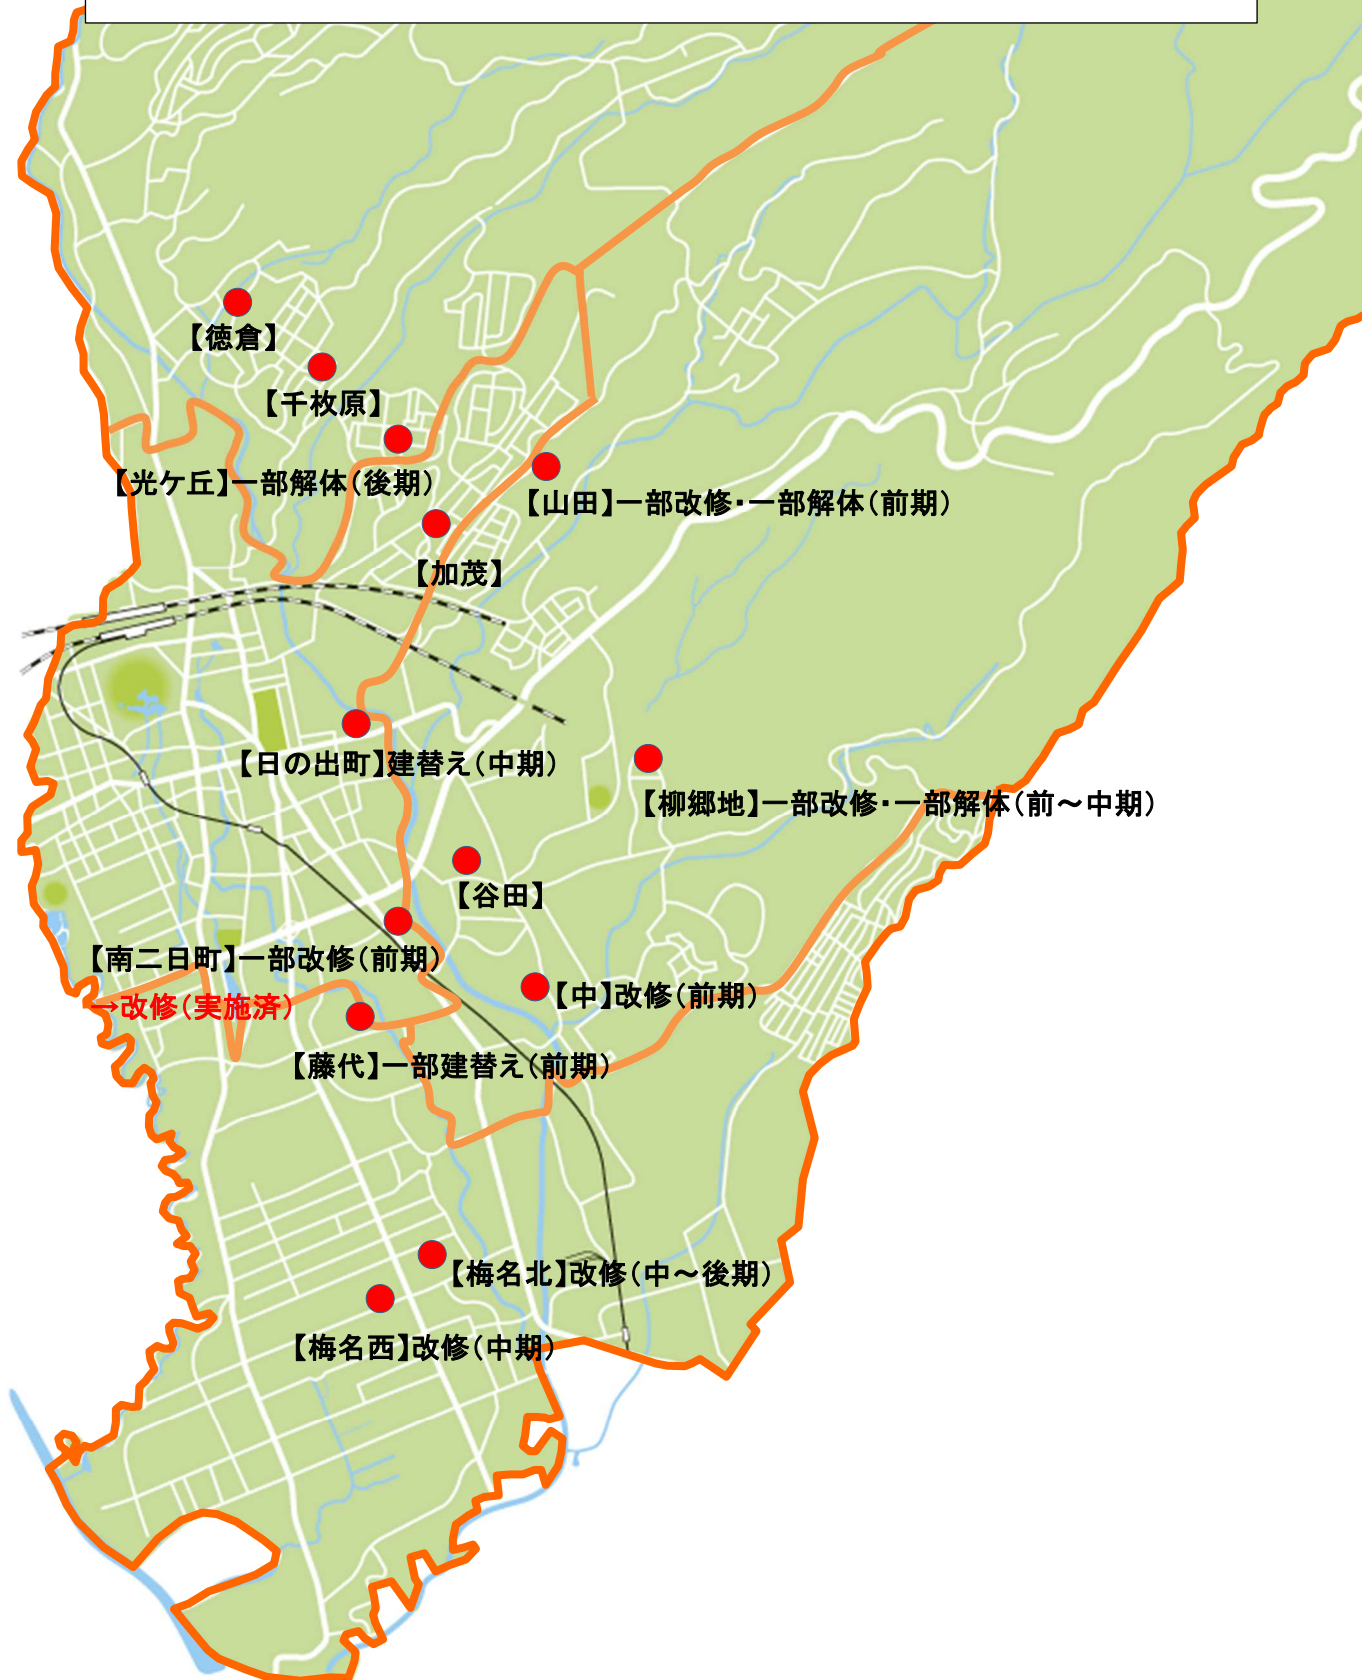 【徳倉】
【千枚原】
【光ケ丘】一部解体（後期）
【山田】一部改修・一部解体（前期）
【加茂】
【日の出町】建替え（中期）
【柳郷地】一部改修・一部解体（前～中期）
【谷田】
【南二日町】一部改修（前期）
→改修（実施済）
【中】改修（前期）
【藤代】一部建替え（前期）
【梅名北】改修（中～後期）
【梅名西】改修（中期）